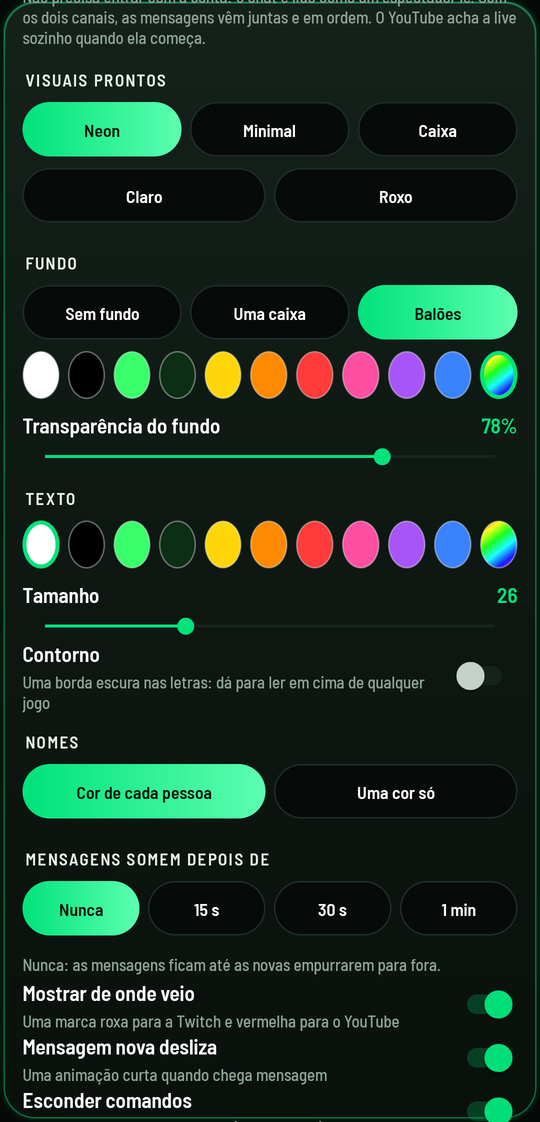 os dois canais, as mensagens vêm juntas e em ordem. O YouTube acha a live
sozinho quando ela começa.
VISUAIS PRONTOS
Neon
Minimal
Caixa
Claro
Roxo
FUNDO
Sem fundo
Uma caixa
Balões
Transparência do fundo
78%
TEXTO
Tamanho
26
Contorno
Uma borda escura nas letras: dá para ler em cima de qualquer
jogo
NOMES
Cor de cada pessoa
Uma cor só
MENSAGENS SOMEM DEPOIS DE
Nunca
15 s
30 s
1 min
Nunca: as mensagens ficam até as novas empurrarem para fora.
Mostrar de onde veio
Uma marca roxa para a Twitch e vermelha para o YouTube
Mensagem nova desliza
Uma animação curta quando chega mensagem
Esconder comandos